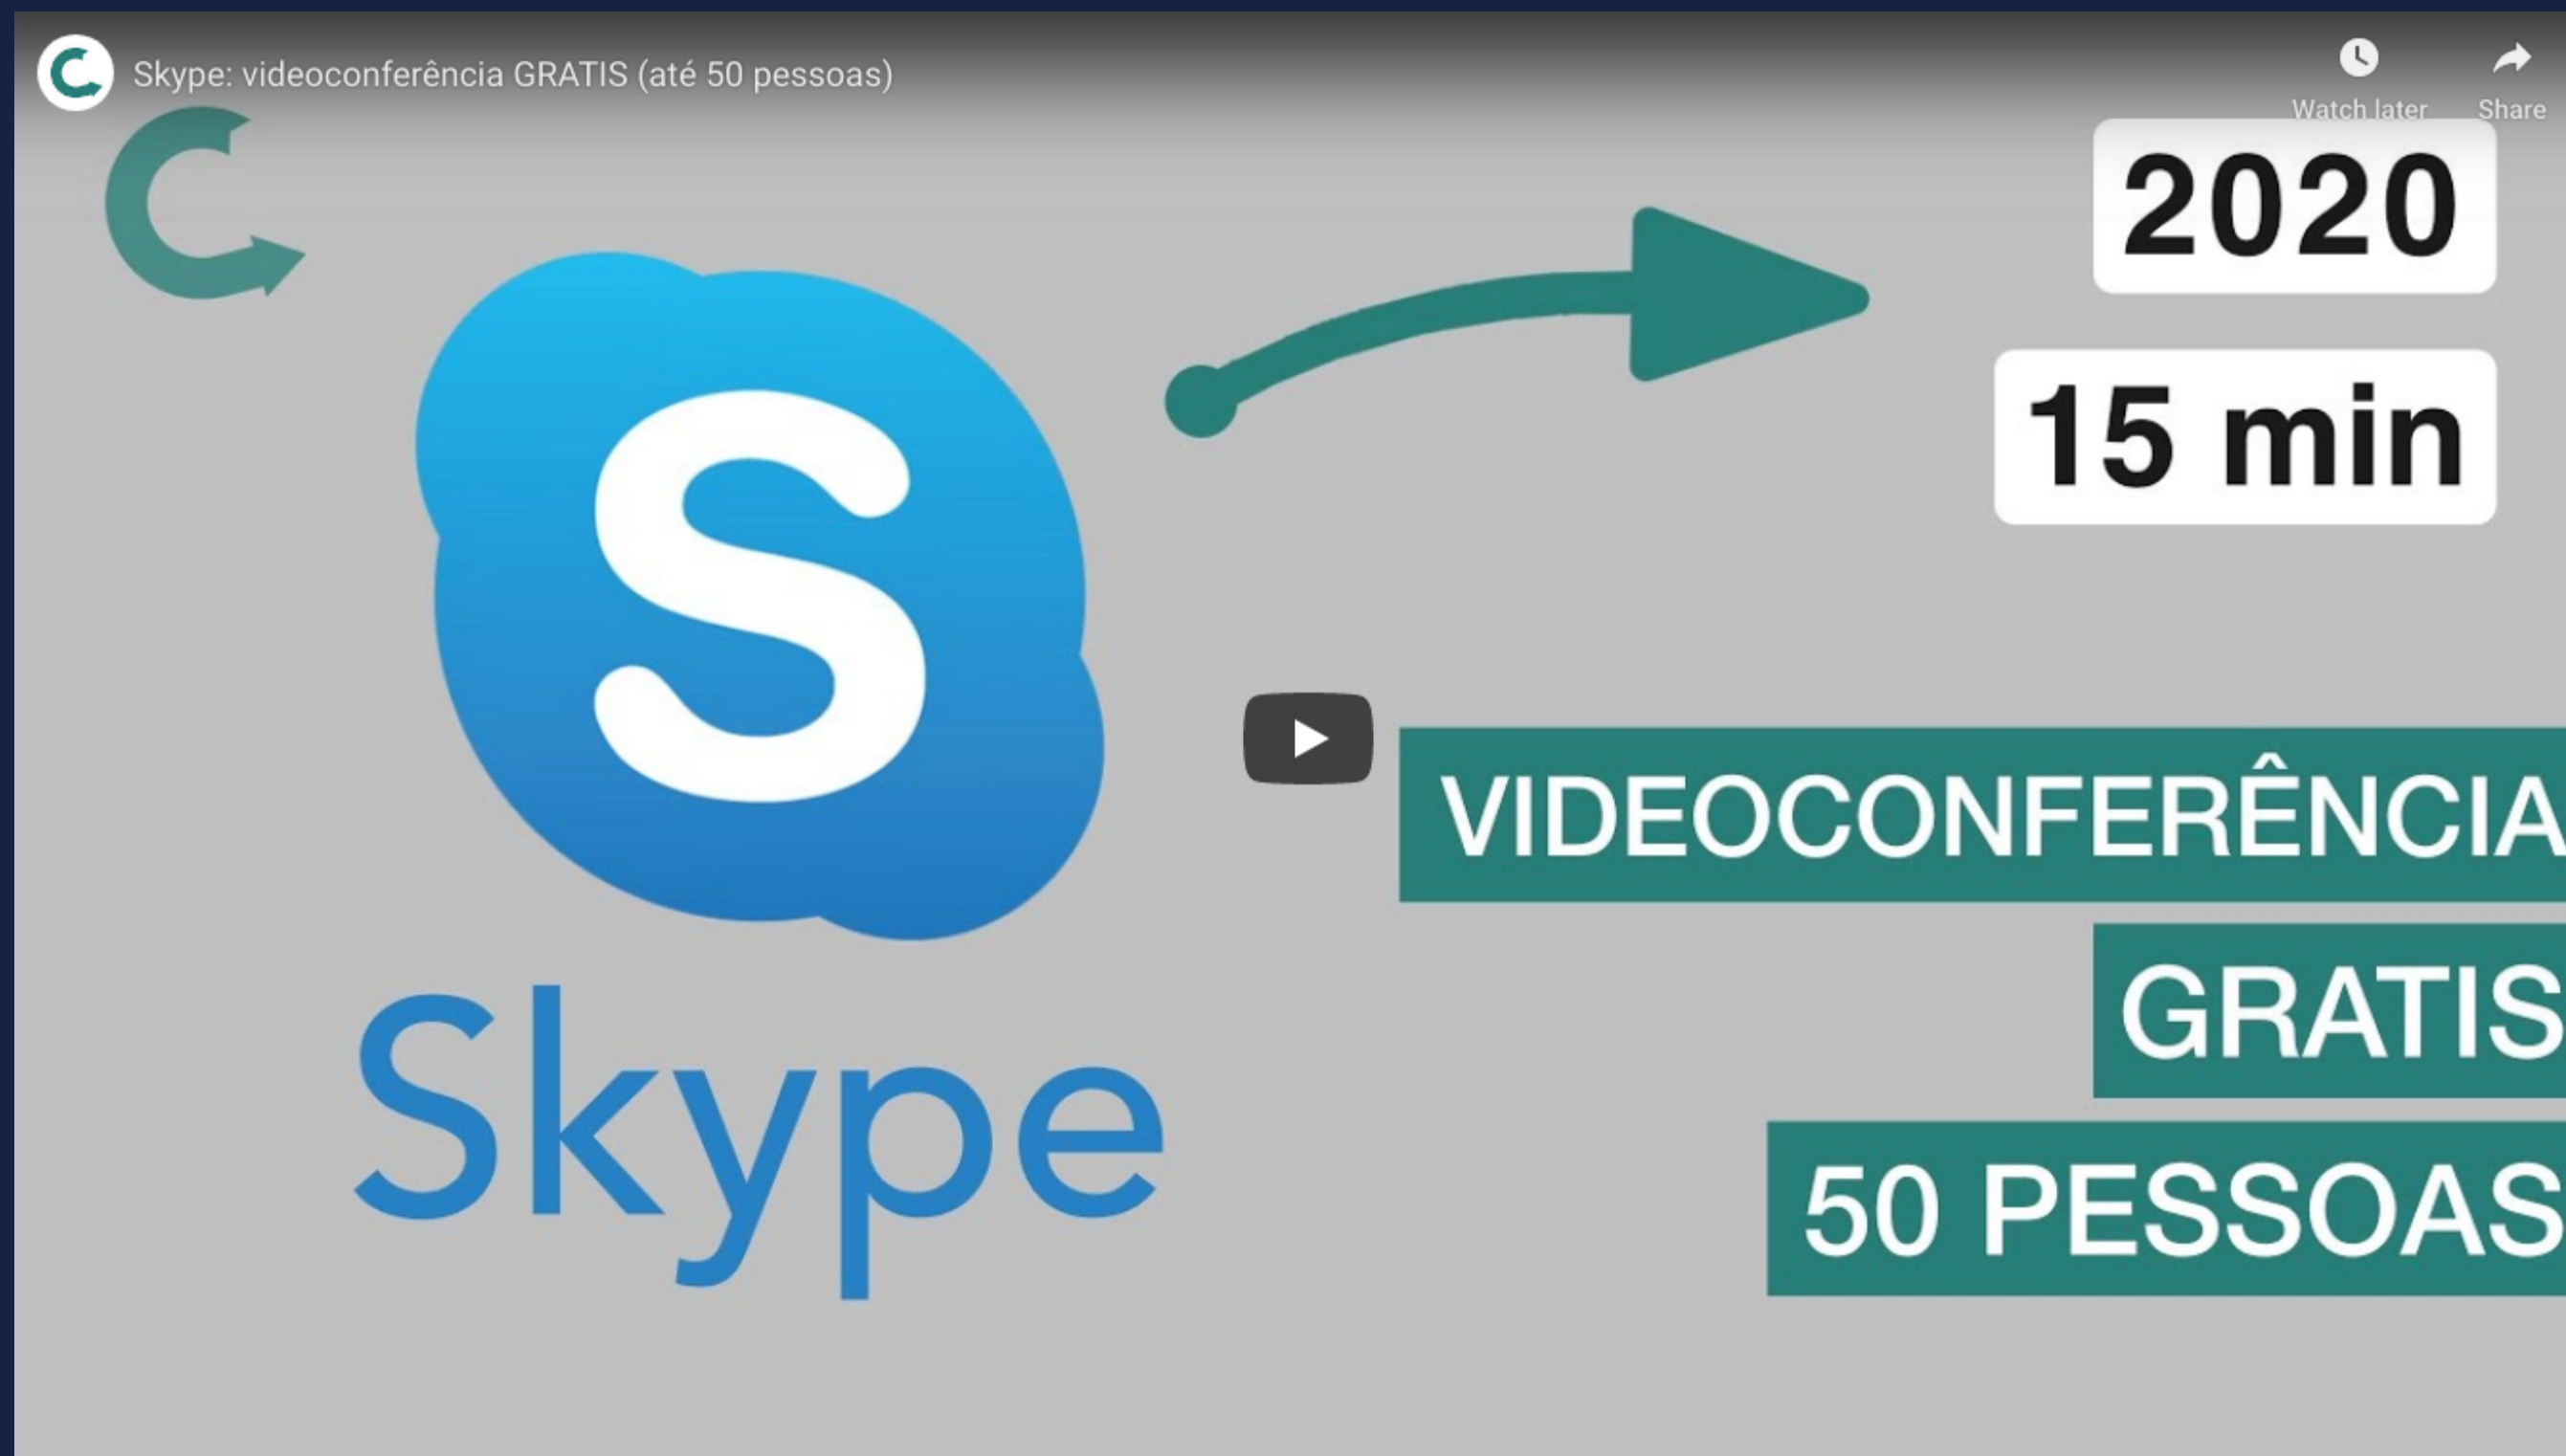 Skype: videoconferência GRATIS (até 50 pessoas)
Watch later
Share
2020
15 min
S
VIDEOCONFERÊNCIA
GRATIS
50 PESSOAS
Skype